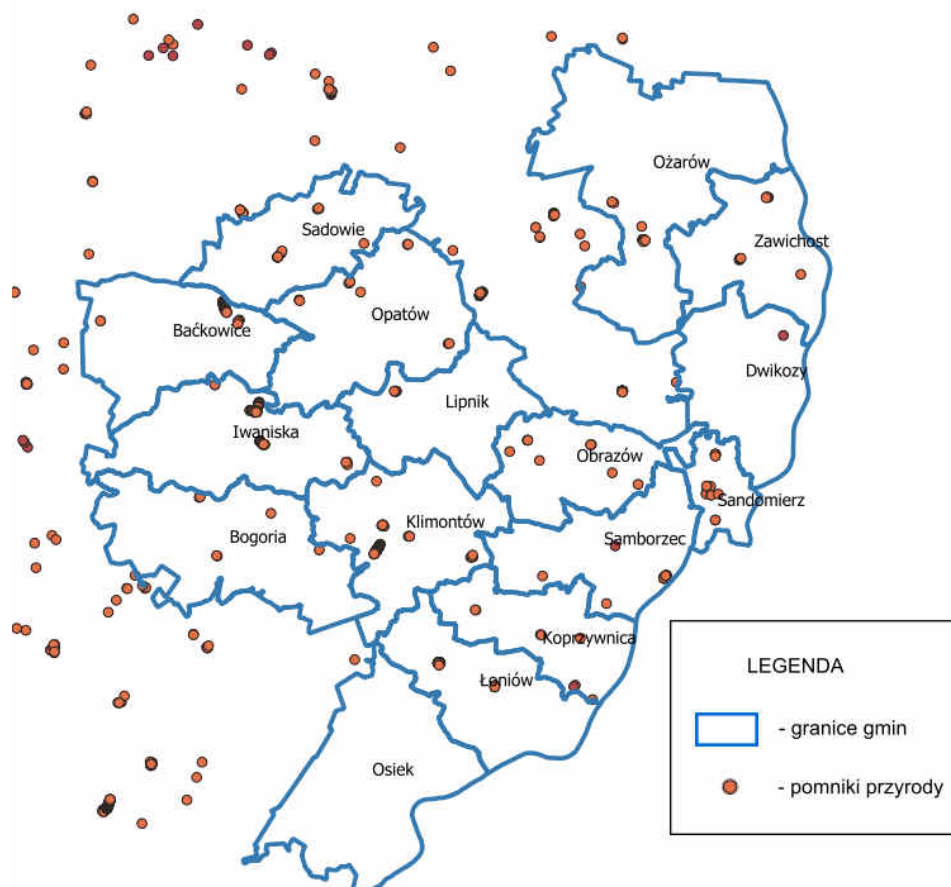 Ożarów
Sadowie
Zawichost
Opatów
Baćkowice
Dwikozy
Lipnik
Iwaniska
Obrazów
Sandomierz
Klimontów
Bogoria
Samborzec
Koprzywnica
Łoniów
Osiek
LEGENDA
- granice gmin
- pomniki przyrody